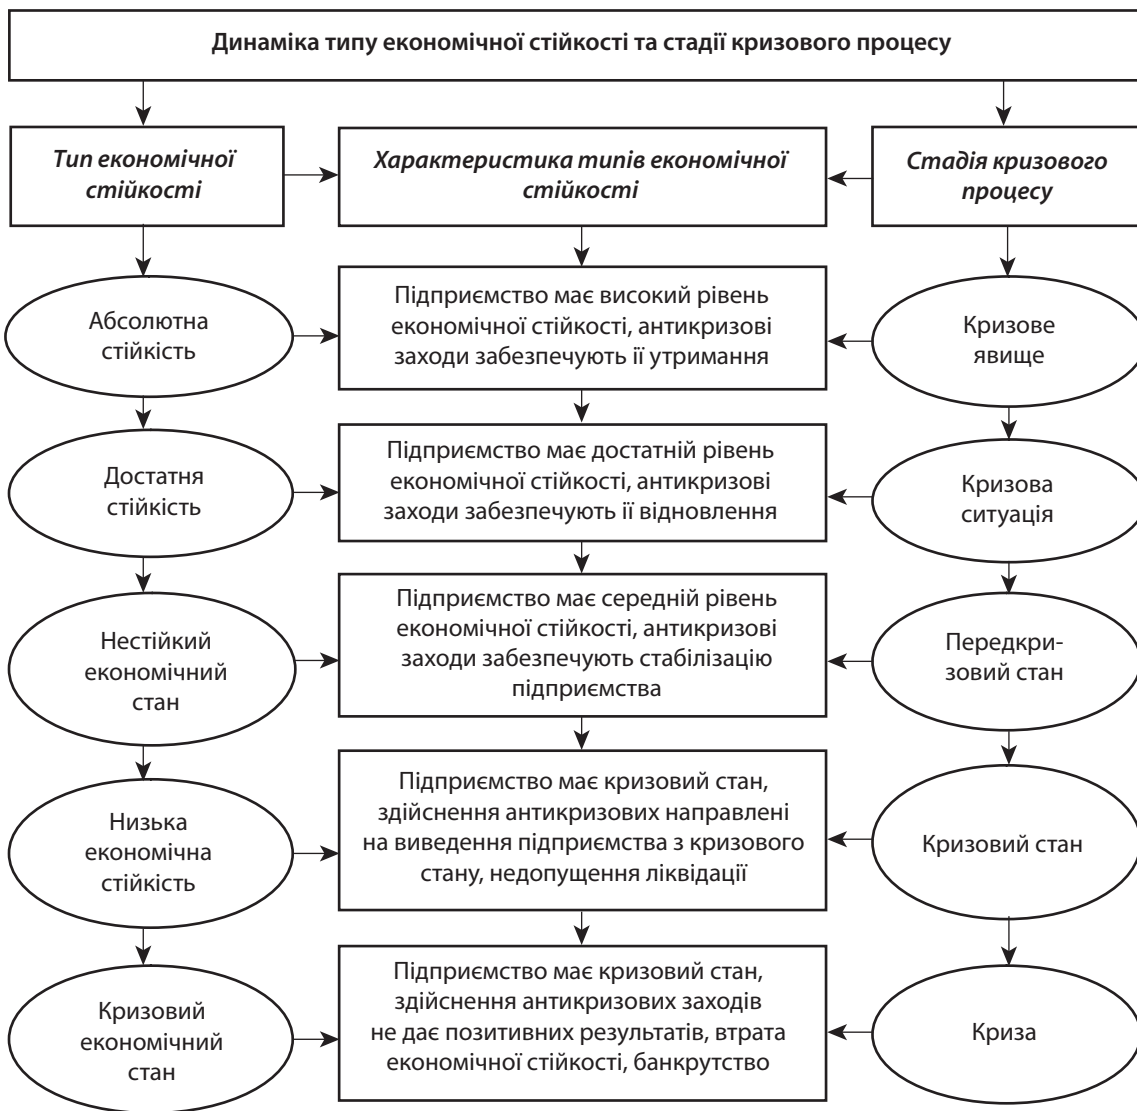 Динаміка типу економічної стійкості та стадії кризового процесу
Тип економічної
стійкості
Характеристика типів економічної
стійкості
Стадія кризового
процесу
Абсолютна
стійкість
Підприємство має високий рівень
економічної стійкості, антикризові
заходи забезпечують її утримання
Кризове
явище
Достатня
стійкість
Підприємство має достатній рівень
економічної стійкості, антикризові
заходи забезпечують її відновлення
Кризова
ситуація
Нестійкий
економічний
стан
Підприємство має середній рівень
економічної стійкості, антикризові
заходи забезпечують стабілізацію
підприємства
Передкри-
зовий стан
Низька
економічна
стійкість
Підприємство має кризовий стан,
здійснення антикризових направлені
на виведення підприємства з кризового
стану, недопущення ліквідації
Кризовий стан
Кризовий
економічний
стан
Підприємство має кризовий стан,
здійснення антикризових заходів
не дає позитивних результатів, втрата
економічної стійкості, банкрутство
Криза